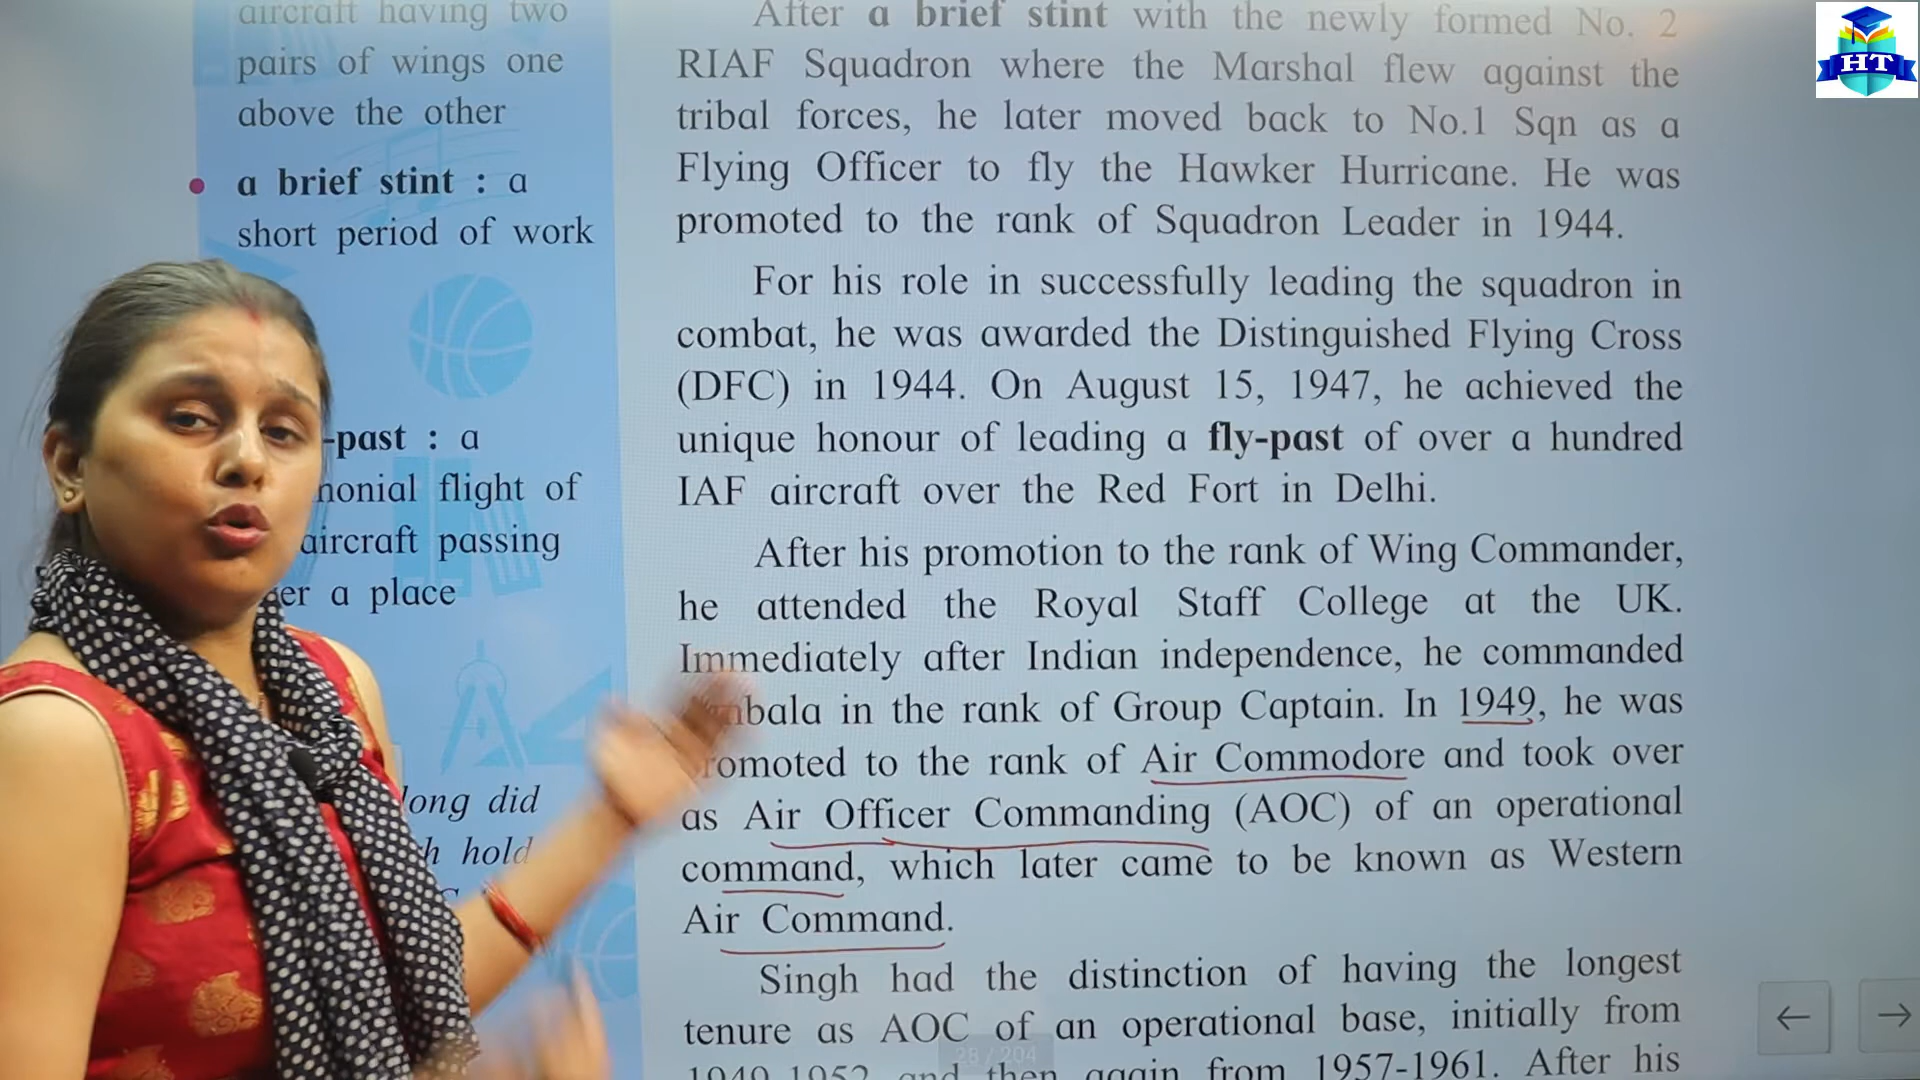 aircraft having two
pairs of wings one
above the other
a brief stint : a
short period of work
-past : a
monial flight of
aircraft passing
er a place
long did
h hold
After a brief stint with the newly formed No. 2
RIAF Squadron where the Marshal flew against the
tribal forces, he later moved back to No.1 Sqn as a
Flying Officer to fly the Hawker Hurricane. He was
promoted to the rank of Squadron Leader in 1944.
For his role in successfully leading the squadron in
combat, he was awarded the Distinguished Flying Cross
(DFC) in 1944. On August 15, 1947, he achieved the
unique honour of leading a fly-past of over a hundred
IAF aircraft over the Red Fort in Delhi.
After his promotion to the rank of Wing Commander,
he attended the Royal Staff College at the UK.
Immediately after Indian independence, he commanded
bala in the rank of Group Captain. In 1949, he was
romoted to the rank of Air Commodore and took over
as Air Officer Commanding (AOC) of an operational
command, which later came to be known as Western
Air Command.
Singh had the distinction of having the longest
tenure as AOC of an operational base, initially from
1949-1952 and then again from 1957-1961. After his
28 / 204
HT